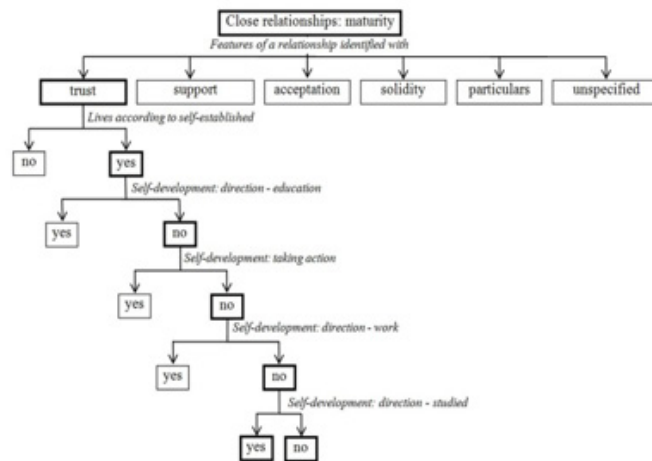 Close relationships: maturity
Features of a relationship identified with
trust support acceptation solidity particulars unspecified
Lives according to self-established
no yes
Self-development: direction - education
yes no
Self-development: taking action
yes no
Self-development: direction - work
yes no
Self-development: direction - studied
yes no